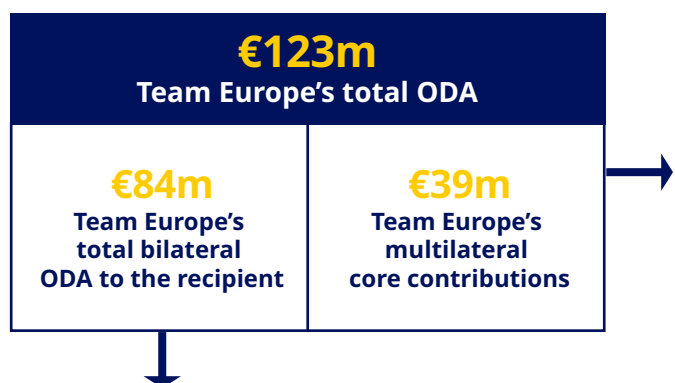 €123m
Team Europe’s total ODA
€84m
Team Europe’s
total bilateral
ODA to the recipient
€39m
Team Europe’s
multilateral
core contributions